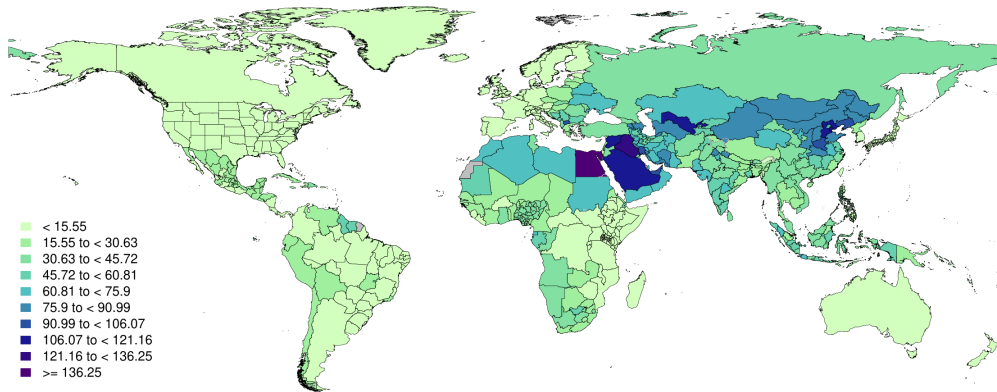 < 15.55
15.55 to < 30.63
30.63 to < 45.72
45.72 to < 60.81
60.81 to < 75.9
75.9 to < 90.99
90.99 to < 106.07
106.07 to < 121.16
121.16 to < 136.25
>= 136.25